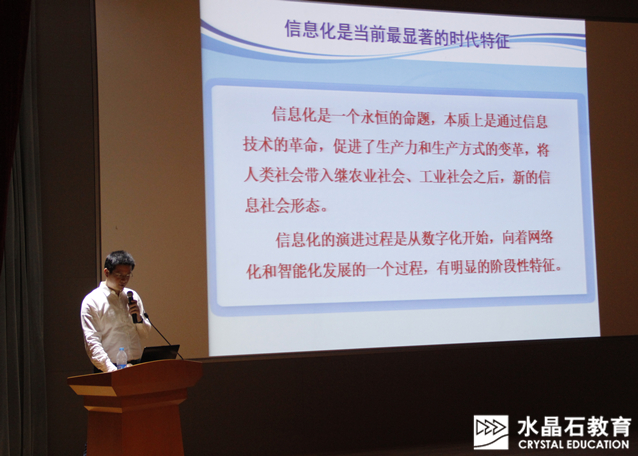 信息化是当前最显著的时代特征
信息化是一个永恒的命题，本质上是通过信息
技术的革命，促进了生产力和生产方式的变革，将
人类社会带入继农业社会、工业社会之后，新的信
息社会形态。
信息化的演进过程是从数字化开始，向着网络
化和智能化发展的一个过程，有明显的阶段性特征。
水晶石教育
CRYSTAL EDUCATION